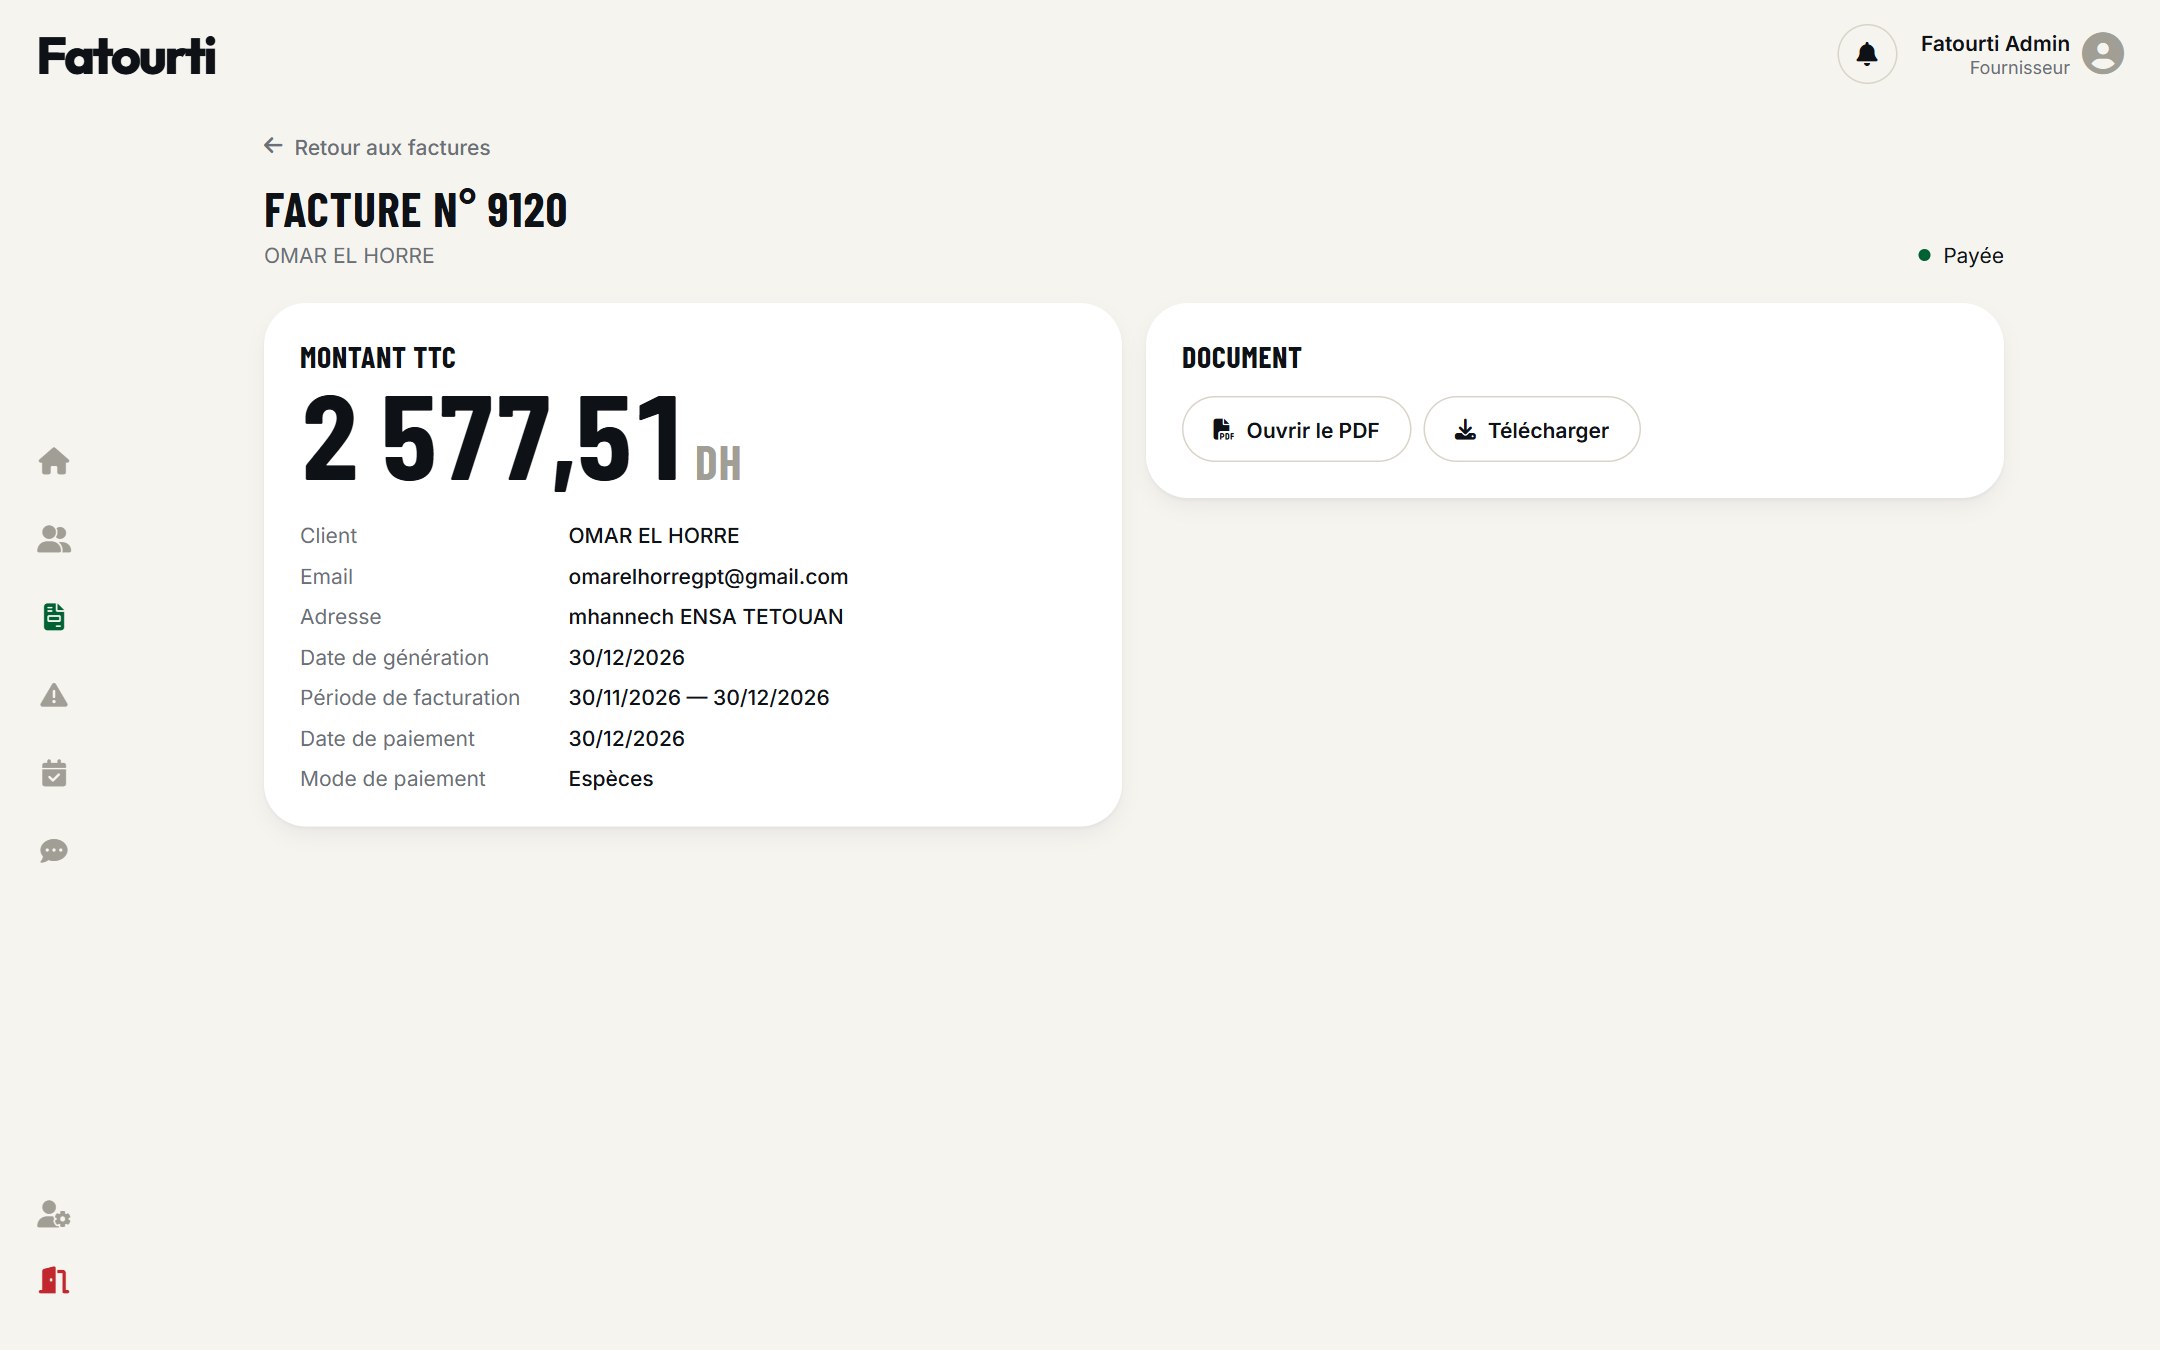 Fatourti
Fatourti Admin
Fournisseur
Retour aux factures
FACTURE N° 9120
OMAR EL HORRE
Payée
MONTANT TTC
2 577,51 DH
Client OMAR EL HORRE
Email omarelhorregpt@gmail.com
Adresse mhannech ENSA TETOUAN
Date de génération 30/12/2026
Période de facturation 30/11/2026 — 30/12/2026
Date de paiement 30/12/2026
Mode de paiement Espèces
DOCUMENT
PDF Ouvrir le PDF Télécharger